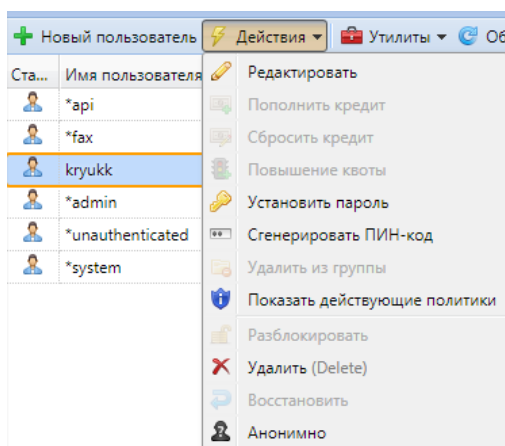 Новый пользователь Действия Утилиты Об
Ста... Имя пользователя
*api
*fax
kryukk
*admin
*unauthenticated
*system
Редактировать
Пополнить кредит
Сбросить кредит
Повышение квоты
Установить пароль
Сгенерировать ПИН-код
Удалить из группы
Показать действующие политики
Разблокировать
Удалить (Delete)
Восстановить
Анонимно